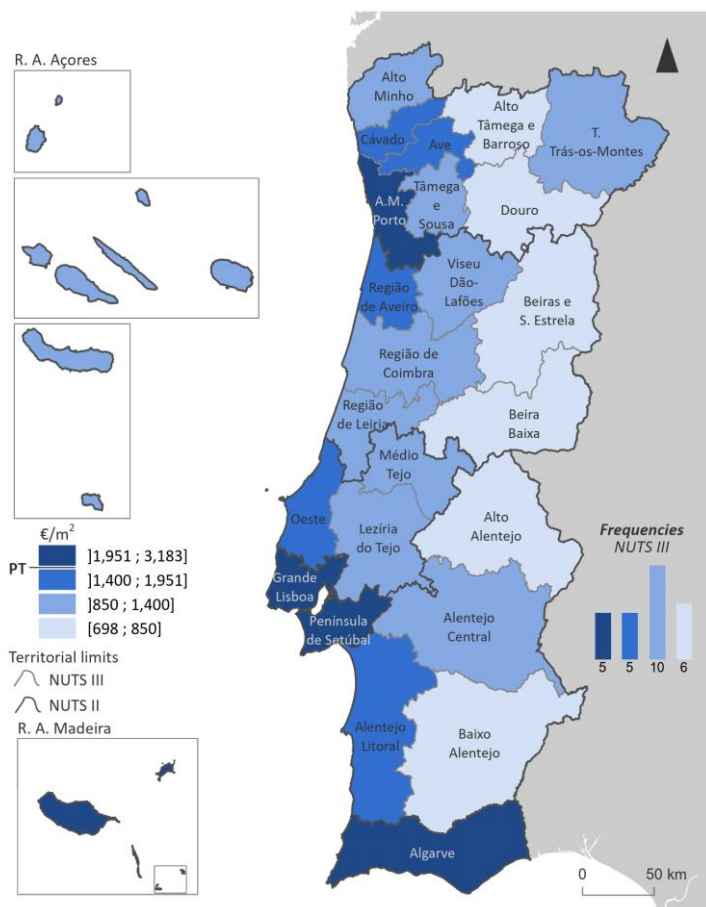 R. A. Açores
Alto
Minho
Alto
Tâmega e
Barroso
T.
Trás-os-Montes
Cávado
Ave
A.M.
Porto
Tâmega
e
Sousa
Douro
Região
de Aveiro
Viseu
Dão-
Lafões
Beiras e
S. Estrela
Região de
Coimbra
Região
de Leiria
Beira
Baixa
Médio
Tejo
Oeste
Lezíria
do Tejo
Alto
Alentejo
Grande
Lisboa
Península
de Setúbal
Alentejo
Central
Alentejo
Litoral
Baixo
Alentejo
Algarve
€/m²
PT
]1,951 ; 3,183]
]1,400 ; 1,951]
]850 ; 1,400]
[698 ; 850]
Territorial limits
NUTS III
NUTS II
R. A. Madeira
Frequencies
NUTS III
5 5 10 6
0 50 km